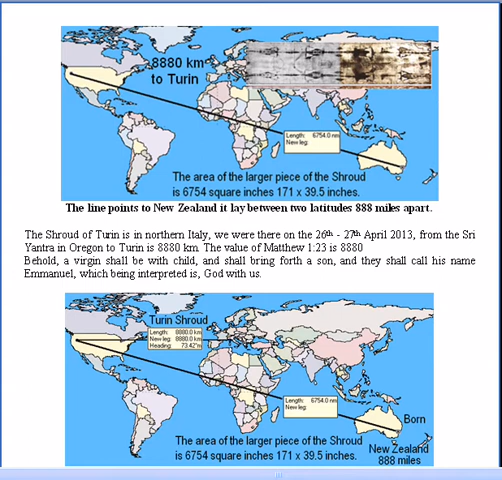 8880 km
to Turin
Length: 6754.0 nm
New leg:
The area of the larger piece of the Shroud
is 6754 square inches 171 x 39.5 inches.
The line points to New Zealand it lay between two latitudes 888 miles apart.
The Shroud of Turin is in northern Italy, we were there on the 26th - 27th April 2013, from the Sri
Yantra in Oregon to Turin is 8880 km. The value of Matthew 1:23 is 8880
Behold, a virgin shall be with child, and shall bring forth a son, and they shall call his name
Emmanuel, which being interpreted is, God with us.
Turin Shroud
Length: 8880.0 km
New leg: 8880.0 km
Heading: 73.42°m
Length: 6754.0 nm
New leg:
Born
The area of the larger piece of the Shroud
is 6754 square inches 171 x 39.5 inches.
New Zealand
888 miles